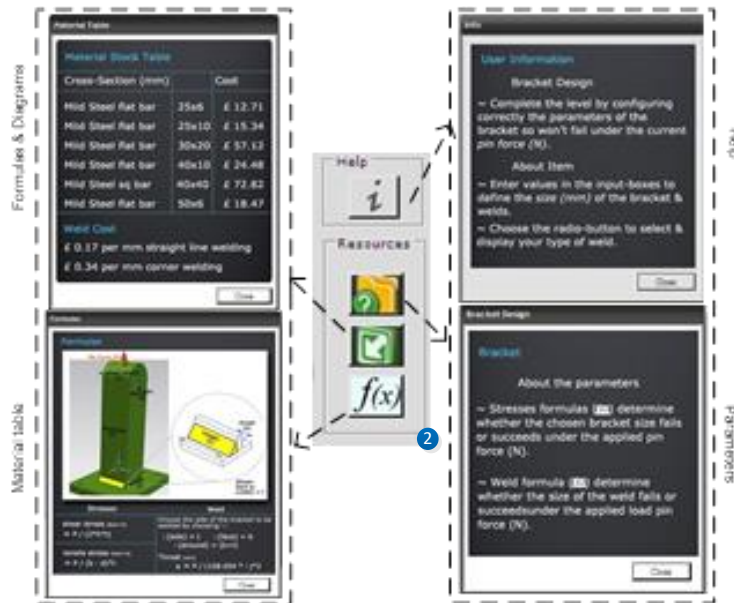 Formules & Diagrams
Material Table
Material Stock Table
Cross-Section (mm) Cost
Mild Steel flat bar 25x6 £ 12.71
Mild Steel flat bar 25x10 £ 15.34
Mild Steel flat bar 30x20 £ 57.12
Mild Steel flat bar 40x10 £ 24.48
Mild Steel sq bar 40x40 £ 72.82
Mild Steel flat bar 50x6 £ 18.47
Weld Cost
£ 0.17 per mm straight line welding
£ 0.34 per mm corner welding
Close
Material table
Formules
Formules
Stresses
Weld
Close
Help
i
Resources
?
f(x)
2
Info
User Information
Bracket Design
~ Complete the level by configuring
correctly the parameters of the
bracket so won't fail under the current
pin force (N).
About Item
~ Enter values in the input-boxes to
define the size (mm) of the bracket &
welds.
~ Choose the radio-button to select &
display your type of weld.
Close
Bracket Design
Bracket
About the parameters
~ Stresses formulas determine
whether the chosen bracket size fails
or succeeds under the applied pin
force (N).
~ Weld formula determine
whether the size of the weld fails or
succeedsunder the applied load pin
force (N).
Close
Parameters